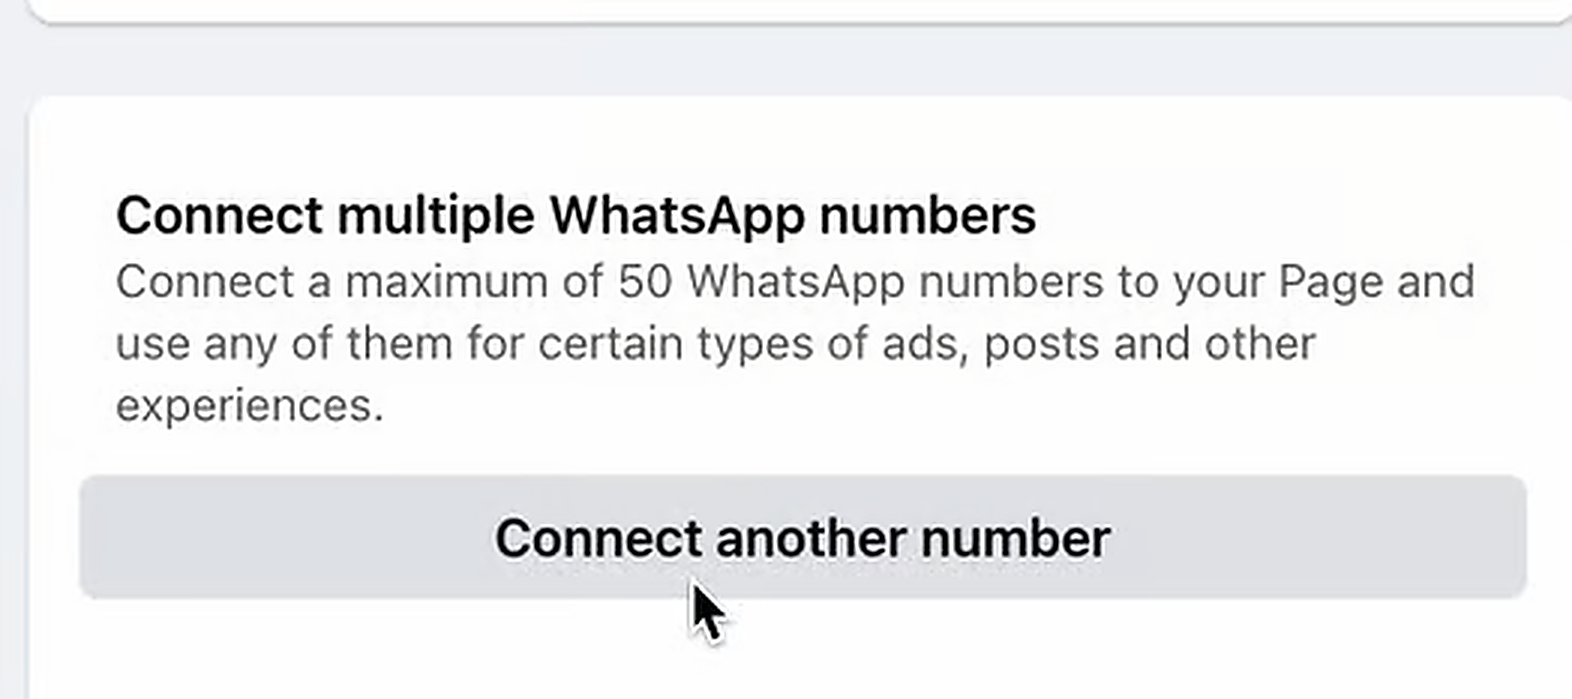 Connect multiple WhatsApp numbers
Connect a maximum of 50 WhatsApp numbers to your Page and
use any of them for certain types of ads, posts and other
experiences.
Connect another number